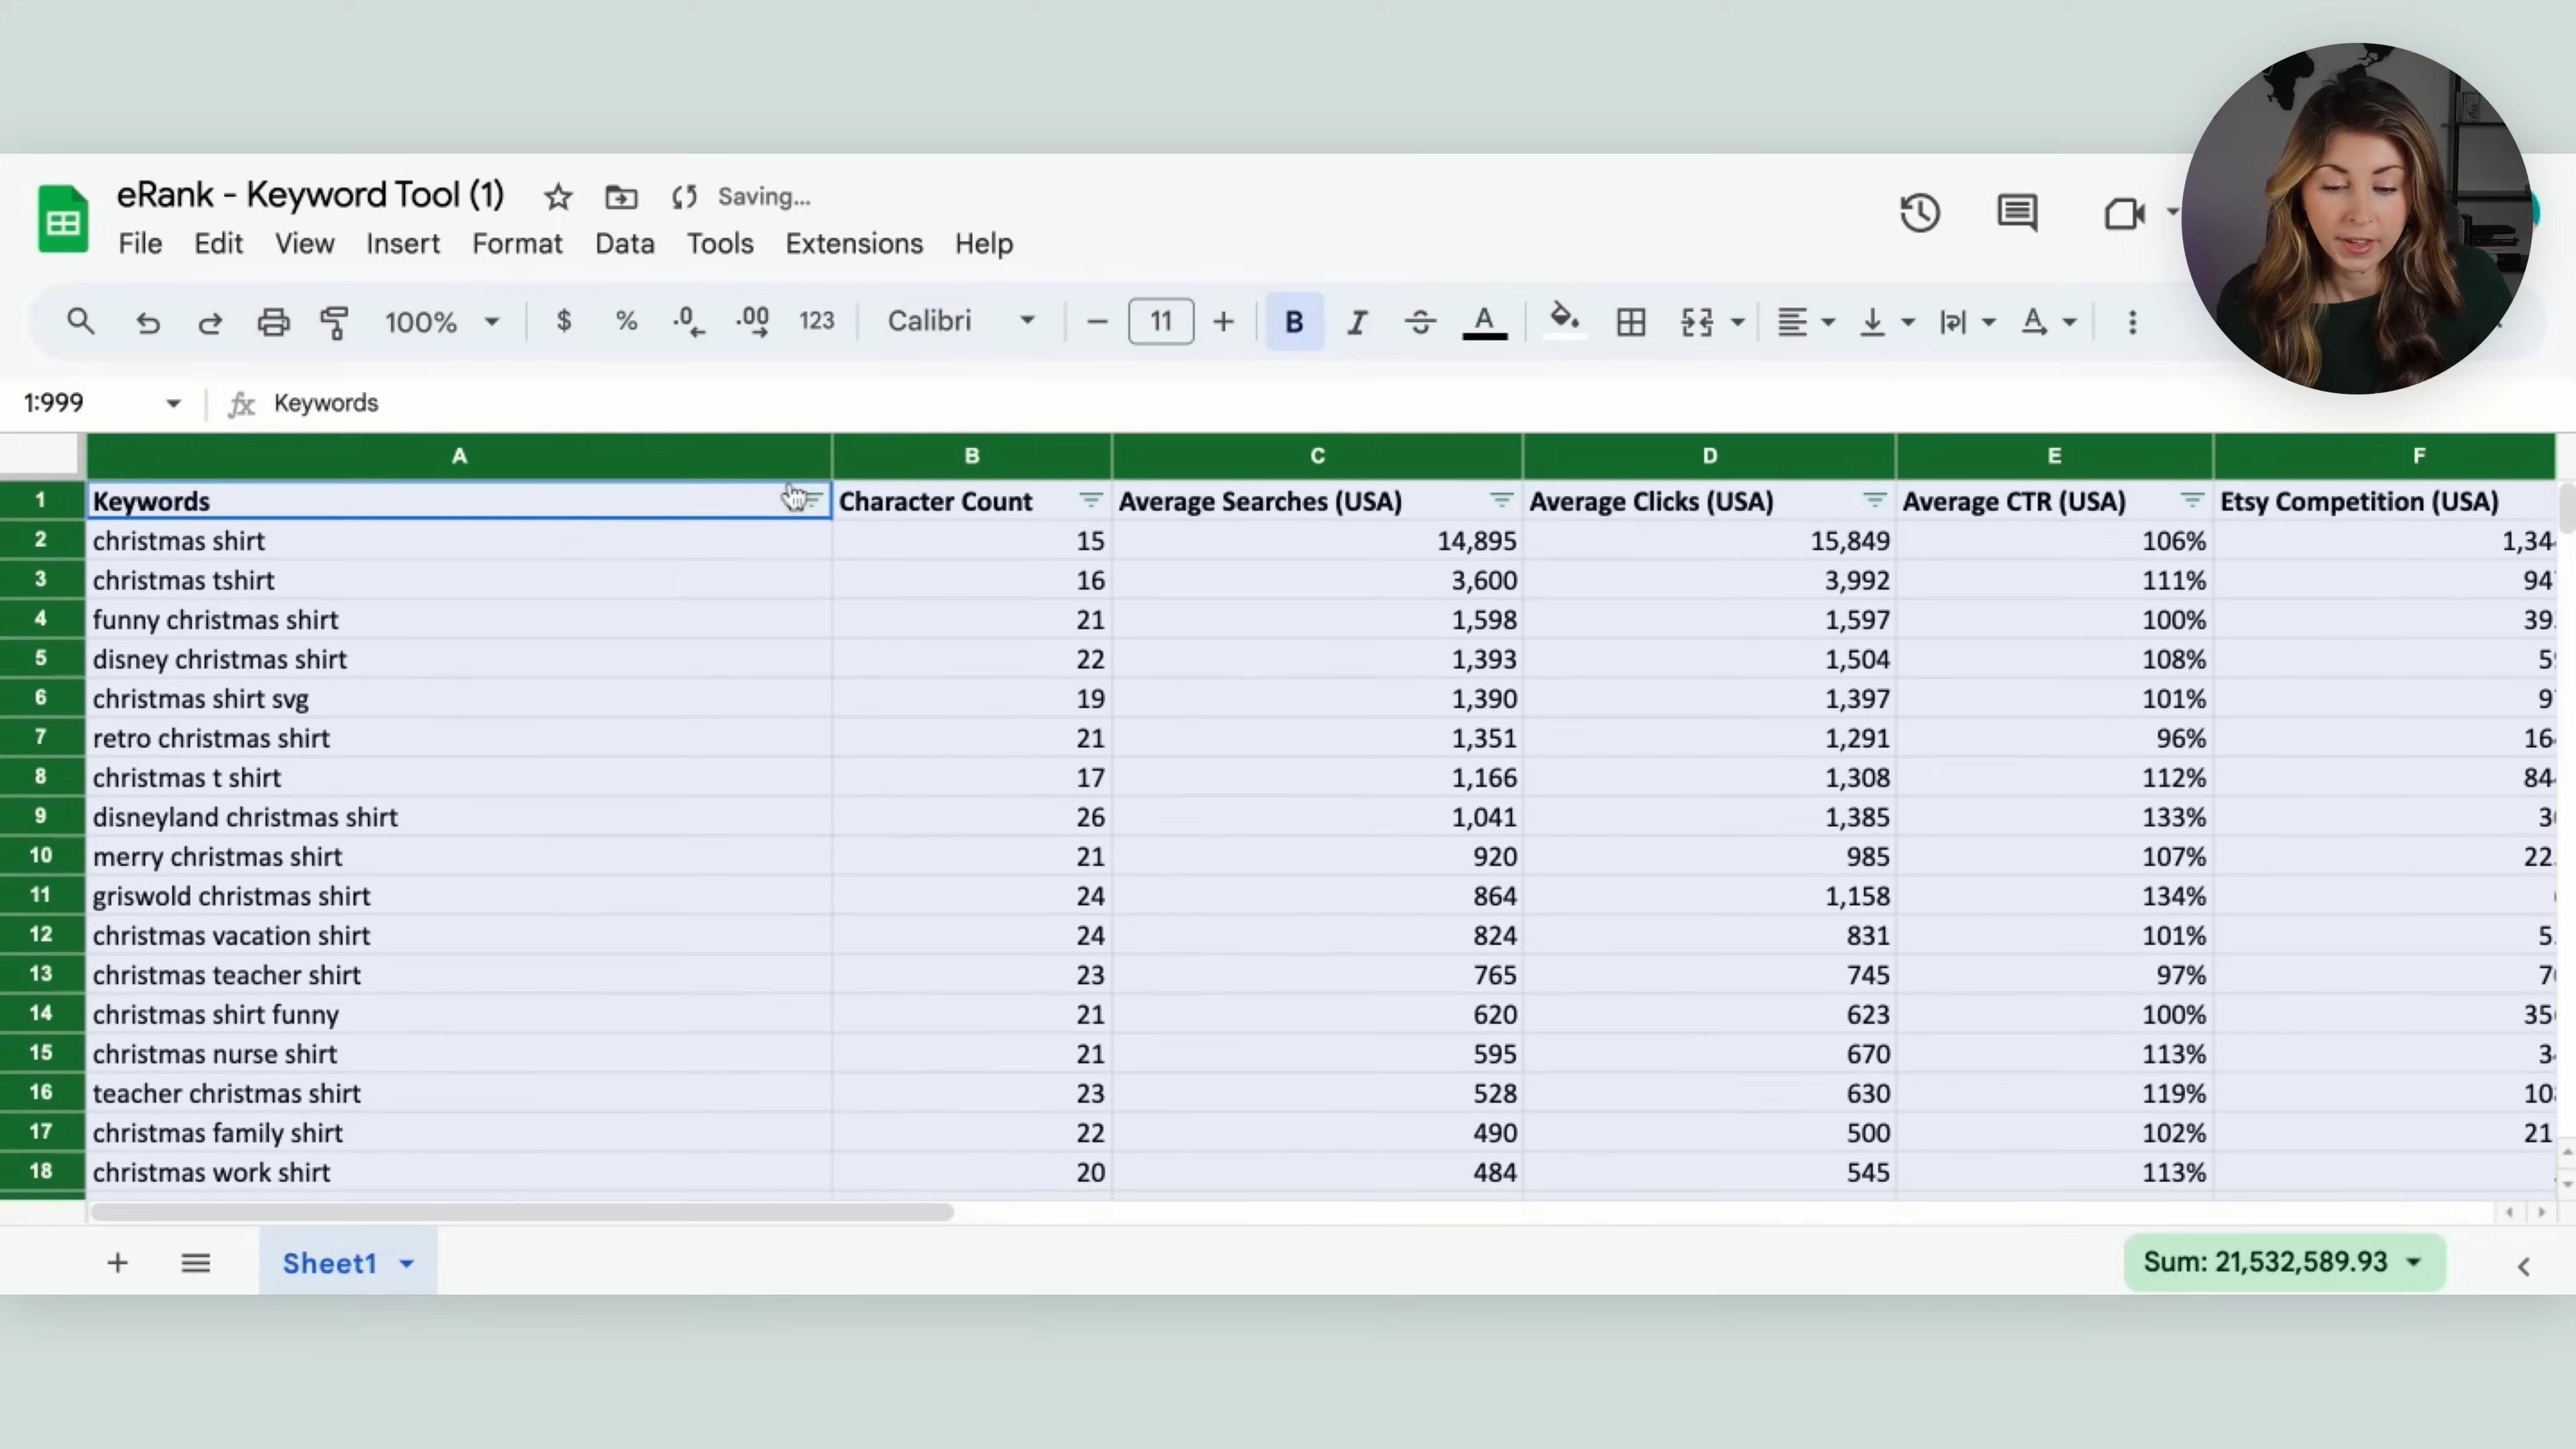 eRank - Keyword Tool (1) Saving...
File Edit View Insert Format Data Tools Extensions Help
100% $ % .0 .00 123 Calibri 11 B I S A
1:999 fx Keywords
A B C D E F
1 Keywords Character Count Average Searches (USA) Average Clicks (USA) Average CTR (USA) Etsy Competition (USA)
2 christmas shirt 15 14,895 15,849 106%
3 christmas tshirt 16 3,600 3,992 111%
4 funny christmas shirt 21 1,598 1,597 100%
5 disney christmas shirt 22 1,393 1,504 108%
6 christmas shirt svg 19 1,390 1,397 101%
7 retro christmas shirt 21 1,351 1,291 96%
8 christmas t shirt 17 1,166 1,308 112%
9 disneyland christmas shirt 26 1,041 1,385 133%
10 merry christmas shirt 21 920 985 107%
11 griswold christmas shirt 24 864 1,158 134%
12 christmas vacation shirt 24 824 831 101%
13 christmas teacher shirt 23 765 745 97%
14 christmas shirt funny 21 620 623 100%
15 christmas nurse shirt 21 595 670 113%
16 teacher christmas shirt 23 528 630 119%
17 christmas family shirt 22 490 500 102%
18 christmas work shirt 20 484 545 113%
Sheet1 Sum: 21,532,589.93